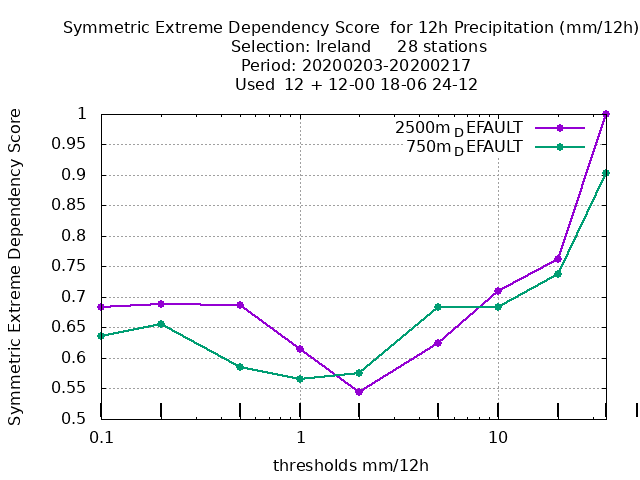 Symmetric Extreme Dependency Score  for 12h Precipitation (mm/12h)
Selection: Ireland     28 stations
Period: 20200203-20200217
Used  12 + 12-00 18-06 24-12
2500m_DEFAULT
750m_DEFAULT
Symmetric Extreme Dependency Score
1
0.95
0.9
0.85
0.8
0.75
0.7
0.65
0.6
0.55
0.5
0.1
1
10
thresholds mm/12h